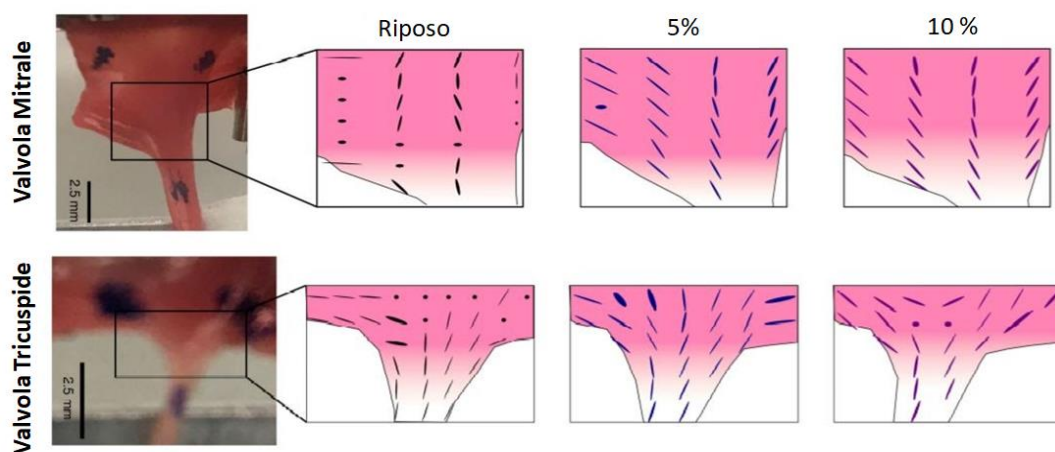 Riposo
5%
10 %
Valvola Mitrale
2.5 mm
Valvola Tricuspide
2.5 mm